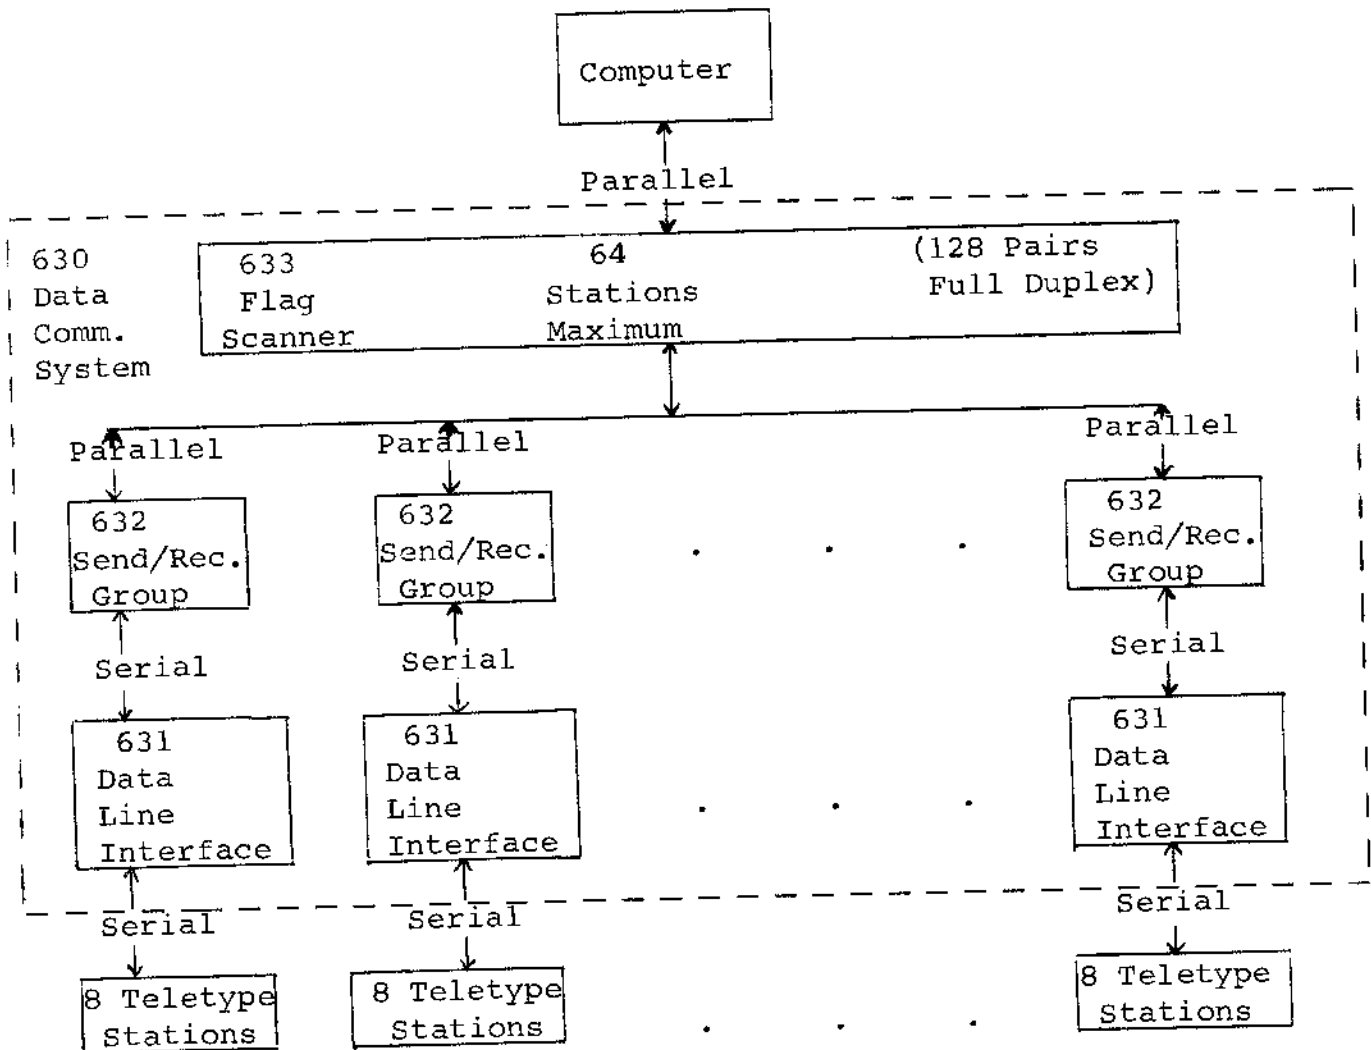 Computer
Parallel
630
Data
Comm.
System
633
Flag
Scanner
64
Stations
Maximum
(128 Pairs
Full Duplex)
Parallel
Parallel
Parallel
632
Send/Rec.
Group
632
Send/Rec.
Group
632
Send/Rec.
Group
Serial
Serial
Serial
631
Data
Line
Interface
631
Data
Line
Interface
631
Data
Line
Interface
Serial
Serial
Serial
8 Teletype
Stations
8 Teletype
Stations
8 Teletype
Stations